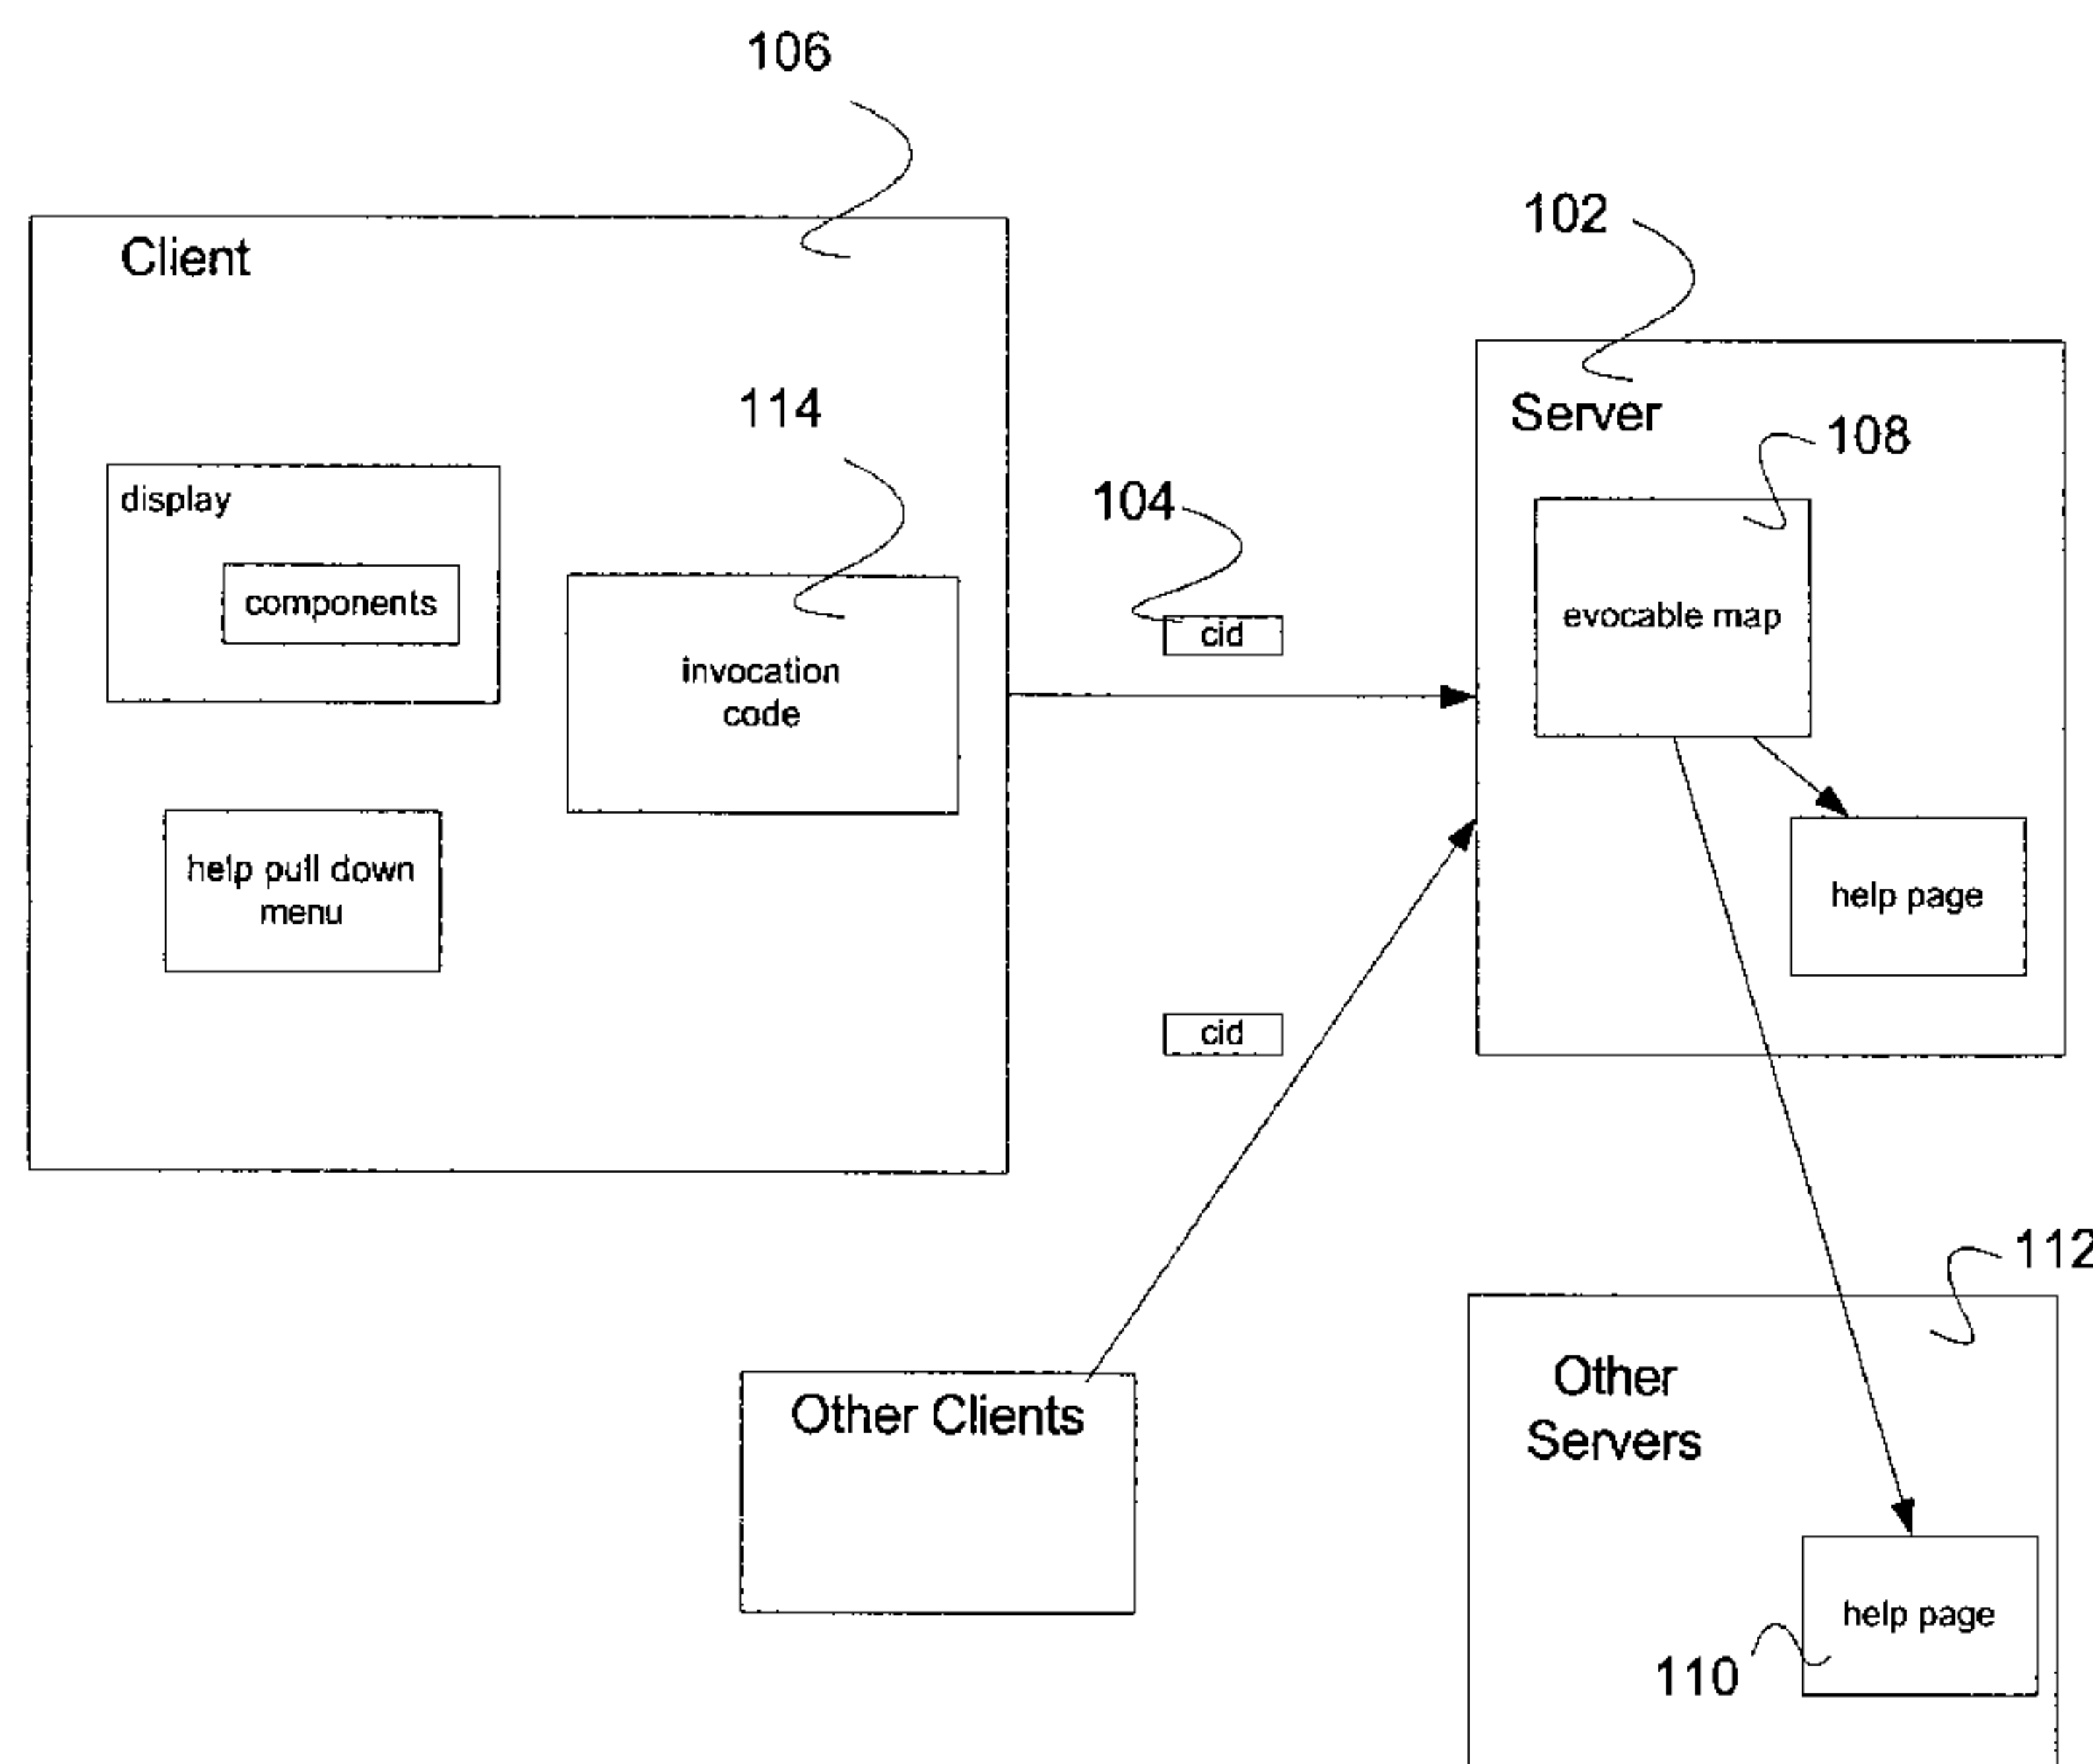 106
102
Client
114
Server
108
104
display
components
cid
evocable map
invocation
code
help pull down
menu
help page
cid
112
Other
Servers
Other Clients
help page
110